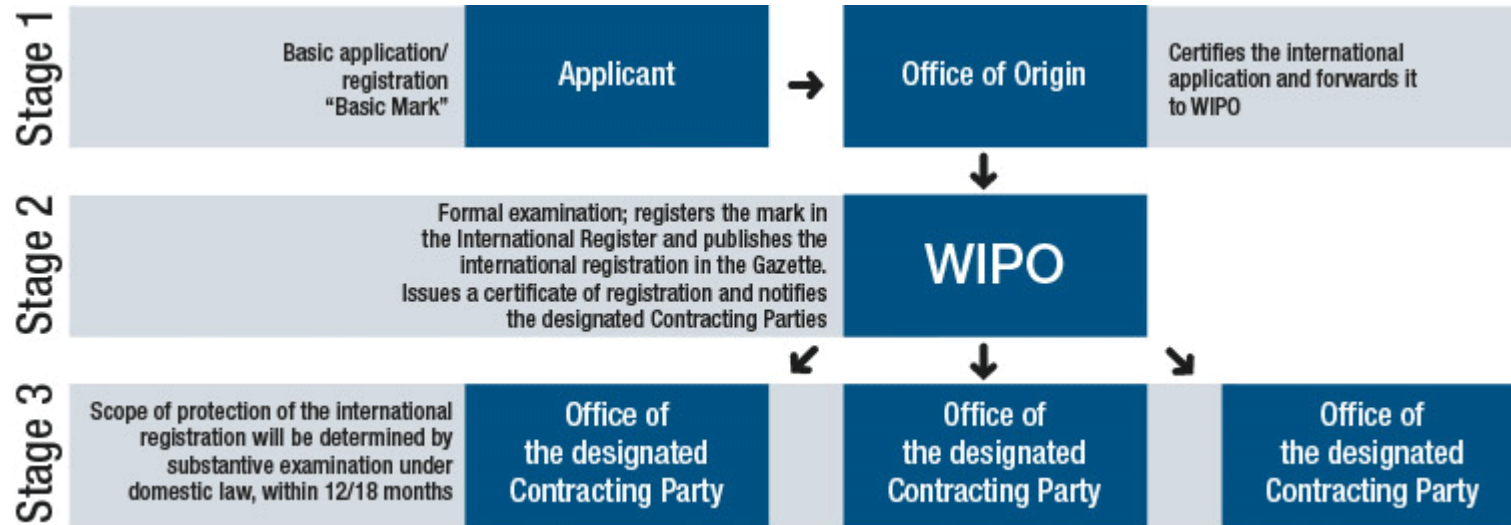 Stage 1
Basic application/
registration
“Basic Mark”
Applicant
Office of Origin
Certifies the international
application and forwards it
to WIPO
Stage 2
Formal examination; registers the mark in
the International Register and publishes the
international registration in the Gazette.
Issues a certificate of registration and notifies
the designated Contracting Parties
WIPO
Stage 3
Scope of protection of the international
registration will be determined by
substantive examination under
domestic law, within 12/18 months
Office of
the designated
Contracting Party
Office of
the designated
Contracting Party
Office of
the designated
Contracting Party